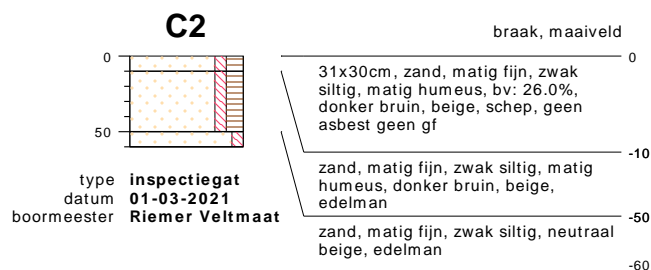 C2
braak, maaiveld
0
0
31x30cm, zand, matig fijn, zwak
siltig, matig humeus, bv: 26.0%,
donker bruin, beige, schep, geen
asbest geen gf
-10
50
zand, matig fijn, zwak siltig, matig
humeus, donker bruin, beige,
edelman
-50
zand, matig fijn, zwak siltig, neutraal
beige, edelman
-60
type inspectiegat
datum 01-03-2021
boormeester Riemer Veltmaat